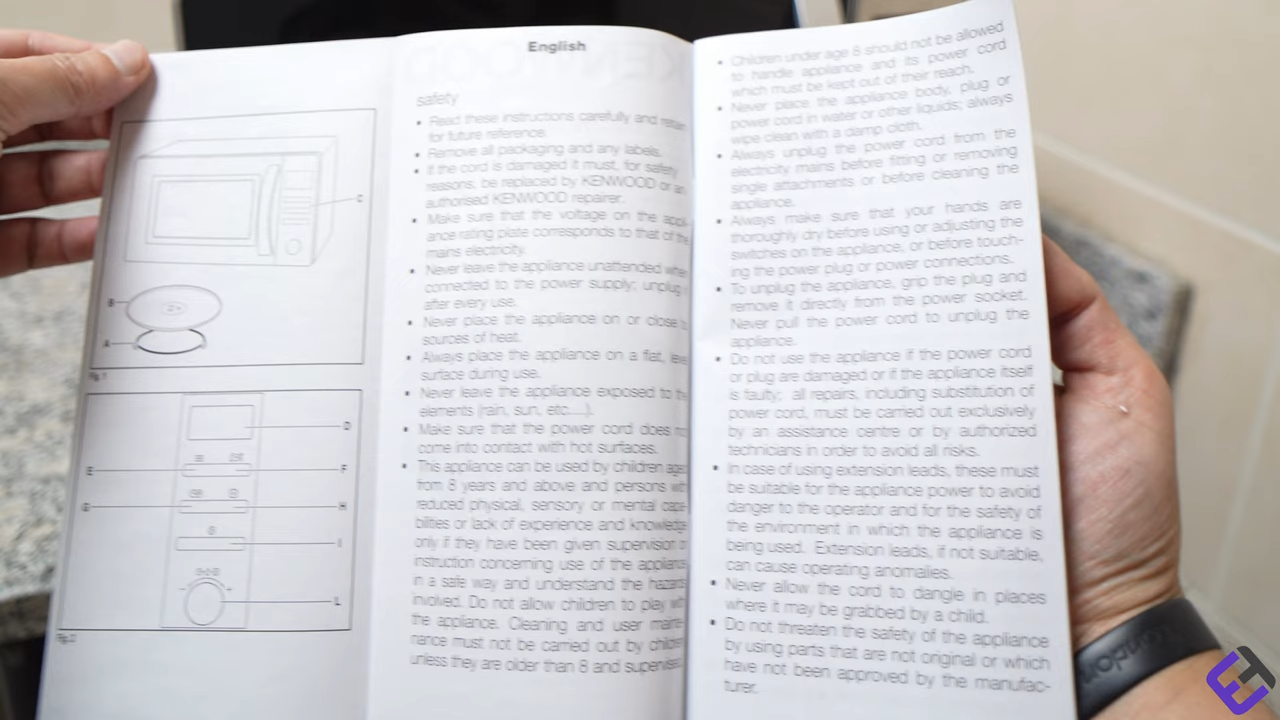 C
B
A
Fig.1
D
E
F
G
H
I
L
Fig.2
English
safety
• Read these instructions carefully and retain
for future reference.
• Remove all packaging and any labels.
• If the cord is damaged it must, for safety
reasons, be replaced by KENWOOD or an
authorised KENWOOD repairer.
• Make sure that the voltage on the appli-
ance rating plate corresponds to that of the
mains electricity.
• Never leave the appliance unattended when
connected to the power supply; unplug it
after every use.
• Never place the appliance on or close to
sources of heat.
• Always place the appliance on a flat, level
surface during use.
• Never leave the appliance exposed to the
elements (rain, sun, etc....).
• Make sure that the power cord does not
come into contact with hot surfaces.
• This appliance can be used by children aged
from 8 years and above and persons with
reduced physical, sensory or mental capa-
bilities or lack of experience and knowledge
only if they have been given supervision or
instruction concerning use of the appliance
in a safe way and understand the hazards
involved. Do not allow children to play with
the appliance. Cleaning and user mainte-
nance must not be carried out by children
unless they are older than 8 and supervised.
• Children under age 8 should not be allowed
to handle appliance and its power cord
which must be kept out of their reach.
• Never place the appliance body, plug or
power cord in water or other liquids; always
wipe clean with a damp cloth.
• Always unplug the power cord from the
electricity mains before fitting or removing
single attachments or before cleaning the
appliance.
• Always make sure that your hands are
thoroughly dry before using or adjusting the
switches on the appliance, or before touch-
ing the power plug or power connections.
• To unplug the appliance, grip the plug and
remove it directly from the power socket.
Never pull the power cord to unplug the
appliance.
• Do not use the appliance if the power cord
or plug are damaged or if the appliance itself
is faulty; all repairs, including substitution of
power cord, must be carried out exclusively
by an assistance centre or by authorized
technicians in order to avoid all risks.
• In case of using extension leads, these must
be suitable for the appliance power to avoid
danger to the operator and for the safety of
the environment in which the appliance is
being used. Extension leads, if not suitable,
can cause operating anomalies.
• Never allow the cord to dangle in places
where it may be grabbed by a child.
• Do not threaten the safety of the appliance
by using parts that are not original or which
have not been approved by the manufac-
turer.